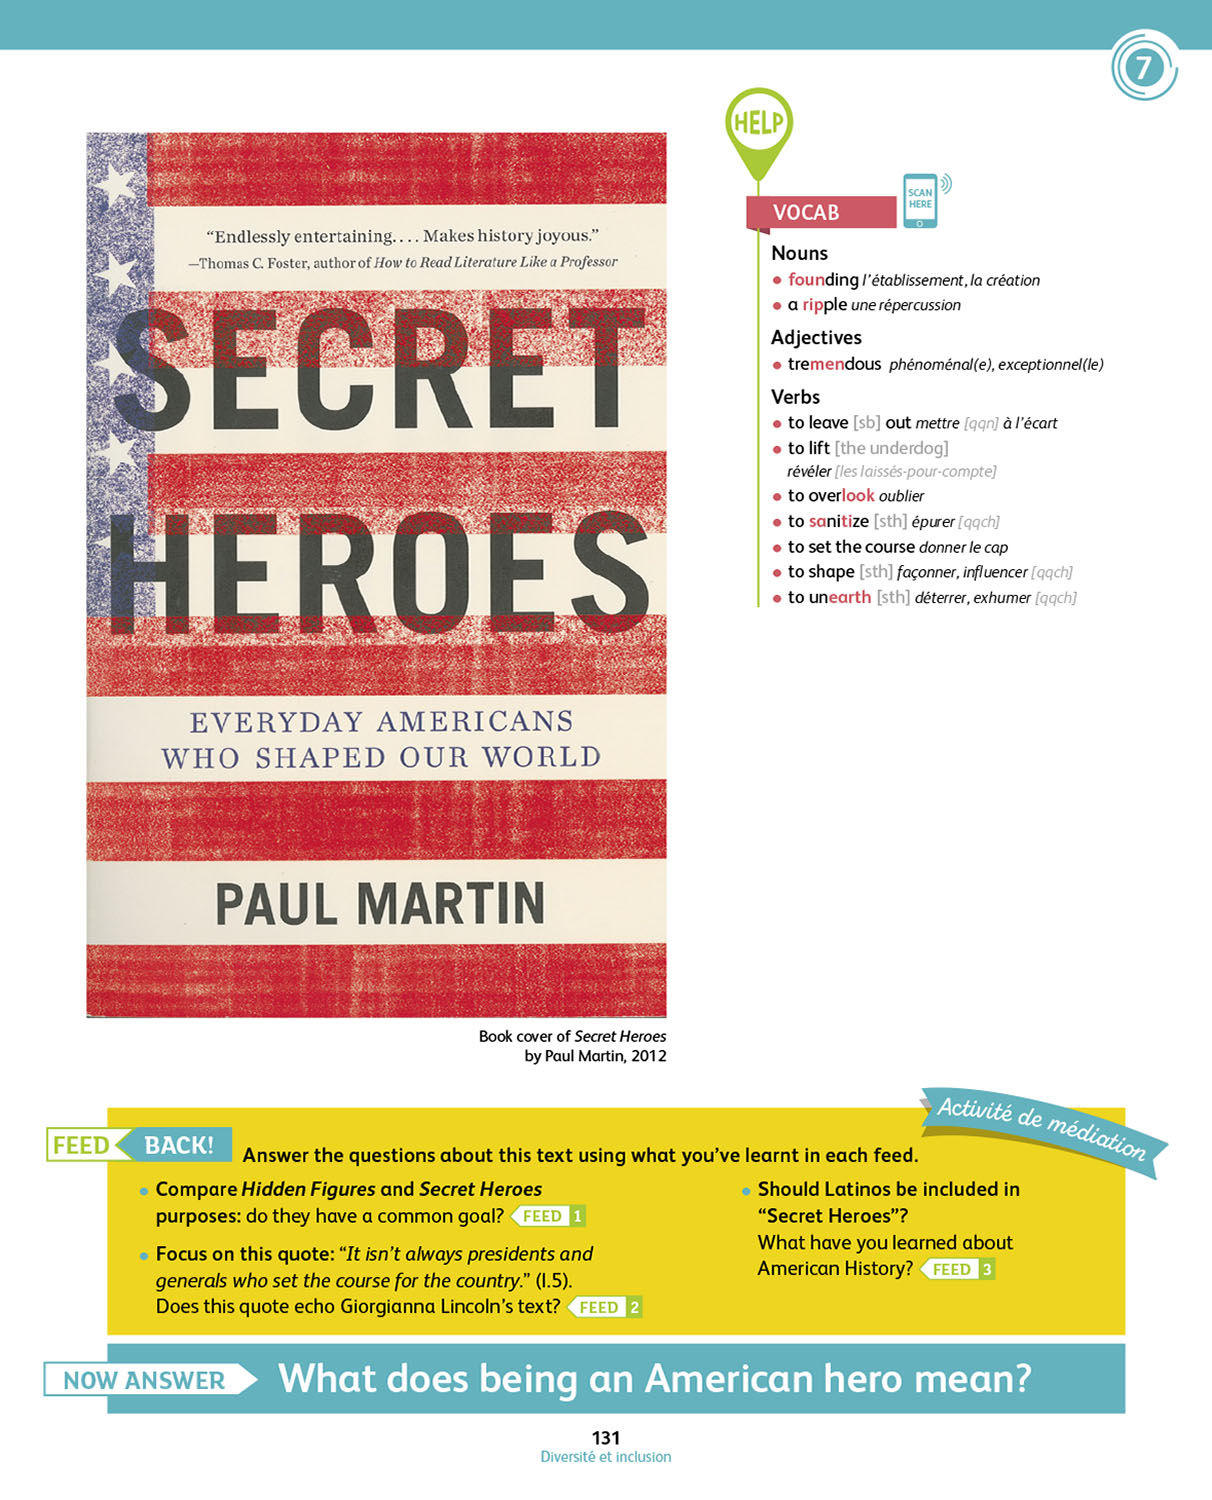 7
HELP
SCAN
HERE
VOCAB
Nouns
• founding l'établissement, la création
• a ripple une répercussion
Adjectives
• tremendous phénoménal(e), exceptionnel(le)
Verbs
• to leave [sb] out mettre [qqn] à l'écart
• to lift [the underdog]
révéler [les laissés-pour-compte]
• to overlook oublier
• to sanitize [sth] épurer [qqch]
• to set the course donner le cap
• to shape [sth] façonner, influencer [qqch]
• to unearth [sth] déterrer, exhumer [qqch]
“Endlessly entertaining. . . . Makes history joyous.”
—Thomas C. Foster, author of How to Read Literature Like a Professor
SECRET
HEROES
EVERYDAY AMERICANS
WHO SHAPED OUR WORLD
PAUL MARTIN
Book cover of Secret Heroes
by Paul Martin, 2012
Activité de médiation
FEED BACK!
Answer the questions about this text using what you’ve learnt in each feed.
• Compare Hidden Figures and Secret Heroes
purposes: do they have a common goal? FEED 1
• Focus on this quote: “It isn’t always presidents and
generals who set the course for the country.” (l.5).
Does this quote echo Giorgianna Lincoln’s text? FEED 2
• Should Latinos be included in
“Secret Heroes”?
What have you learned about
American History? FEED 3
NOW ANSWER What does being an American hero mean?
131
Diversité et inclusion